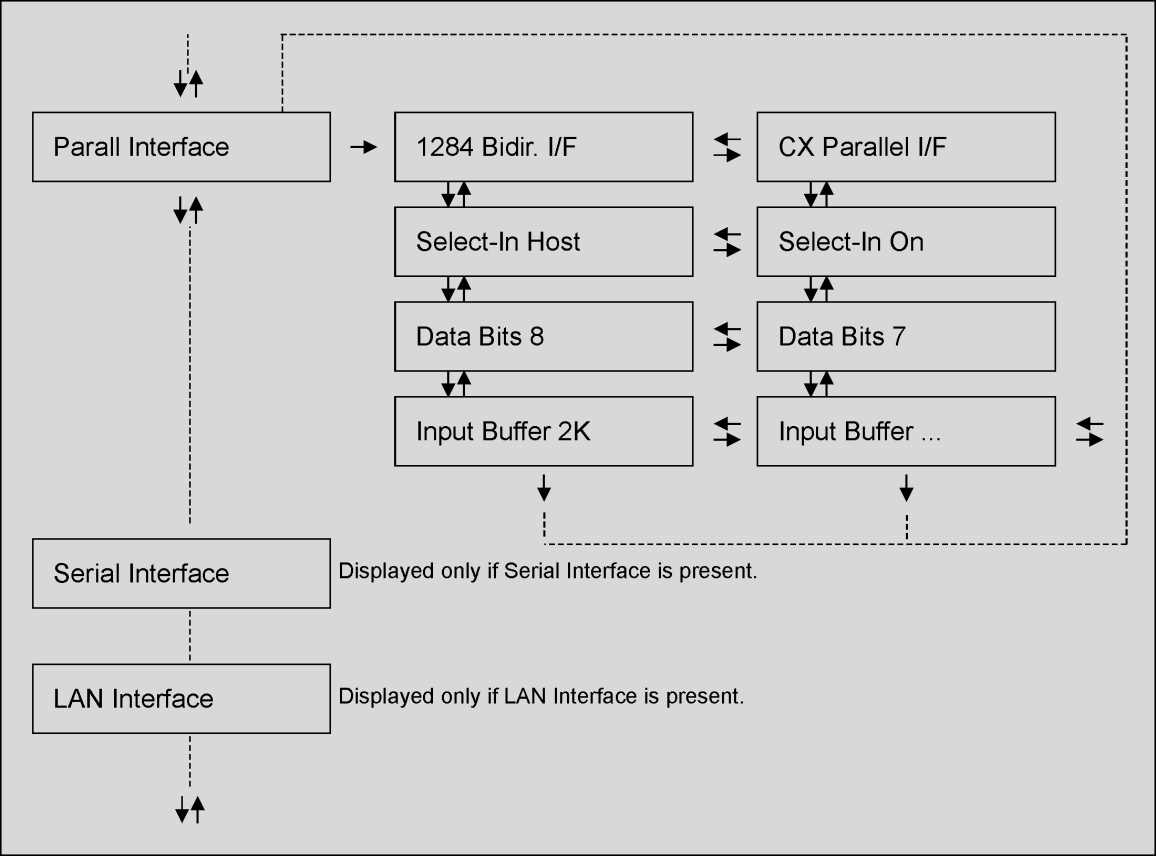 Parall Interface
1284 Bidir. I/F
CX Parallel I/F
Select-In Host
Select-In On
Data Bits 8
Data Bits 7
Input Buffer 2K
Input Buffer ...
Serial Interface
Displayed only if Serial Interface is present.
LAN Interface
Displayed only if LAN Interface is present.